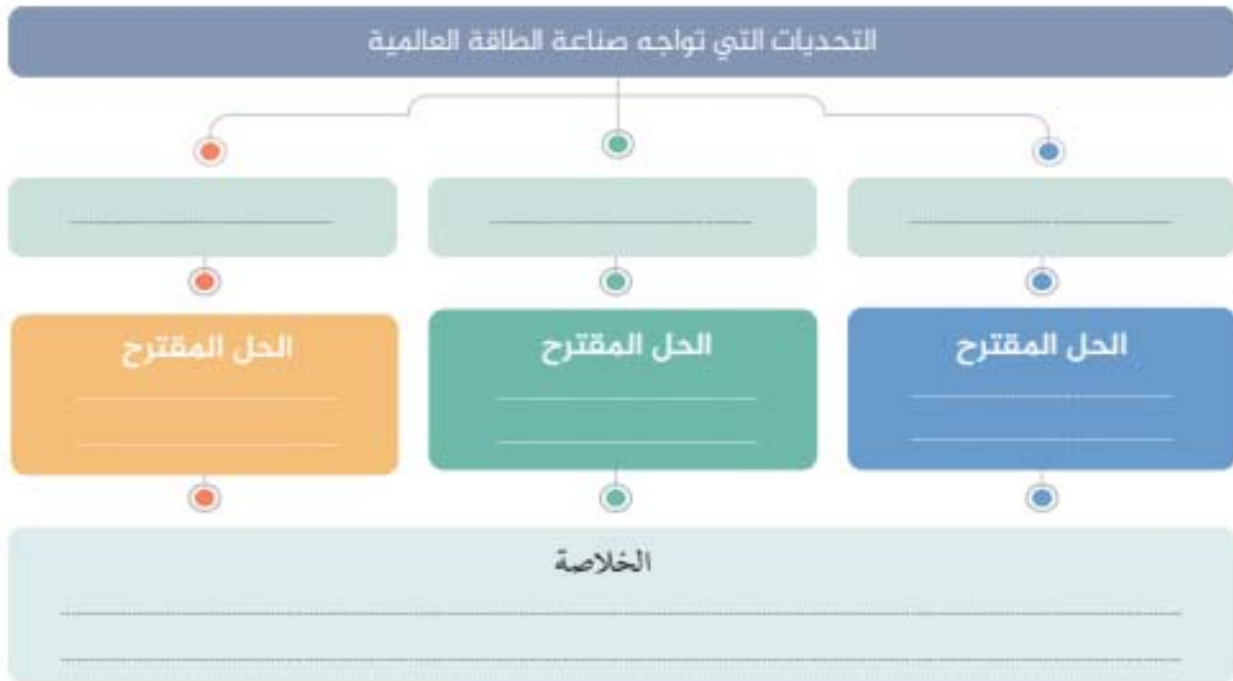 التحديات التي تواجه صناعة الطاقة العالمية
الحل المقترح
الحل المقترح
الحل المقترح
الخلاصة